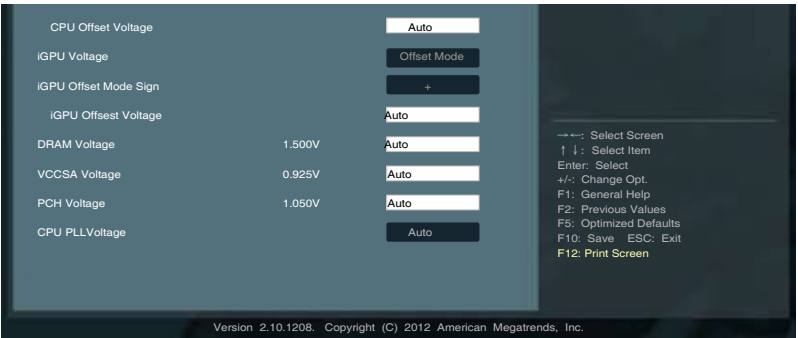 CPU Offset Voltage Auto
iGPU Voltage Offset Mode
iGPU Offset Mode Sign +
iGPU Offsest Voltage Auto
DRAM Voltage 1.500V Auto
VCCSA Voltage 0.925V Auto
PCH Voltage 1.050V Auto
CPU PLLVoltage Auto
→←: Select Screen
↑↓: Select Item
Enter: Select
+/-: Change Opt.
F1: General Help
F2: Previous Values
F5: Optimized Defaults
F10: Save ESC: Exit
F12: Print Screen
Version 2.10.1208. Copyright (C) 2012 American Megatrends, Inc.